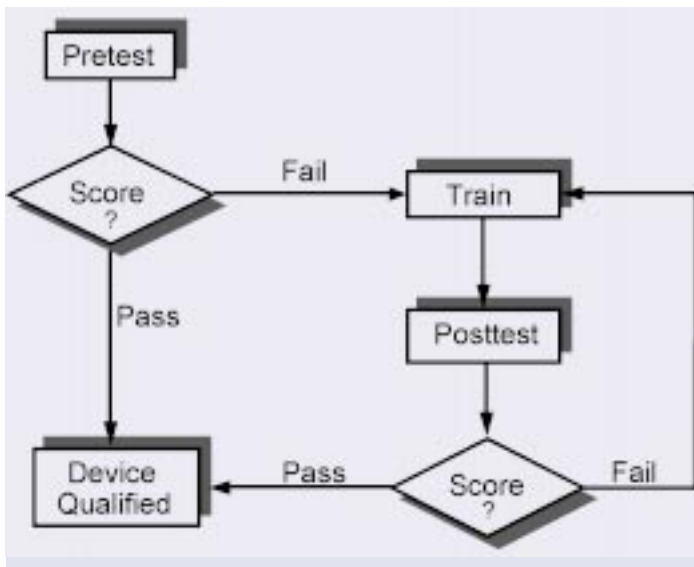 Pretest
Fail
Score
?
Train
Pass
Posttest
Device
Qualified
Pass
Score
?
Fail